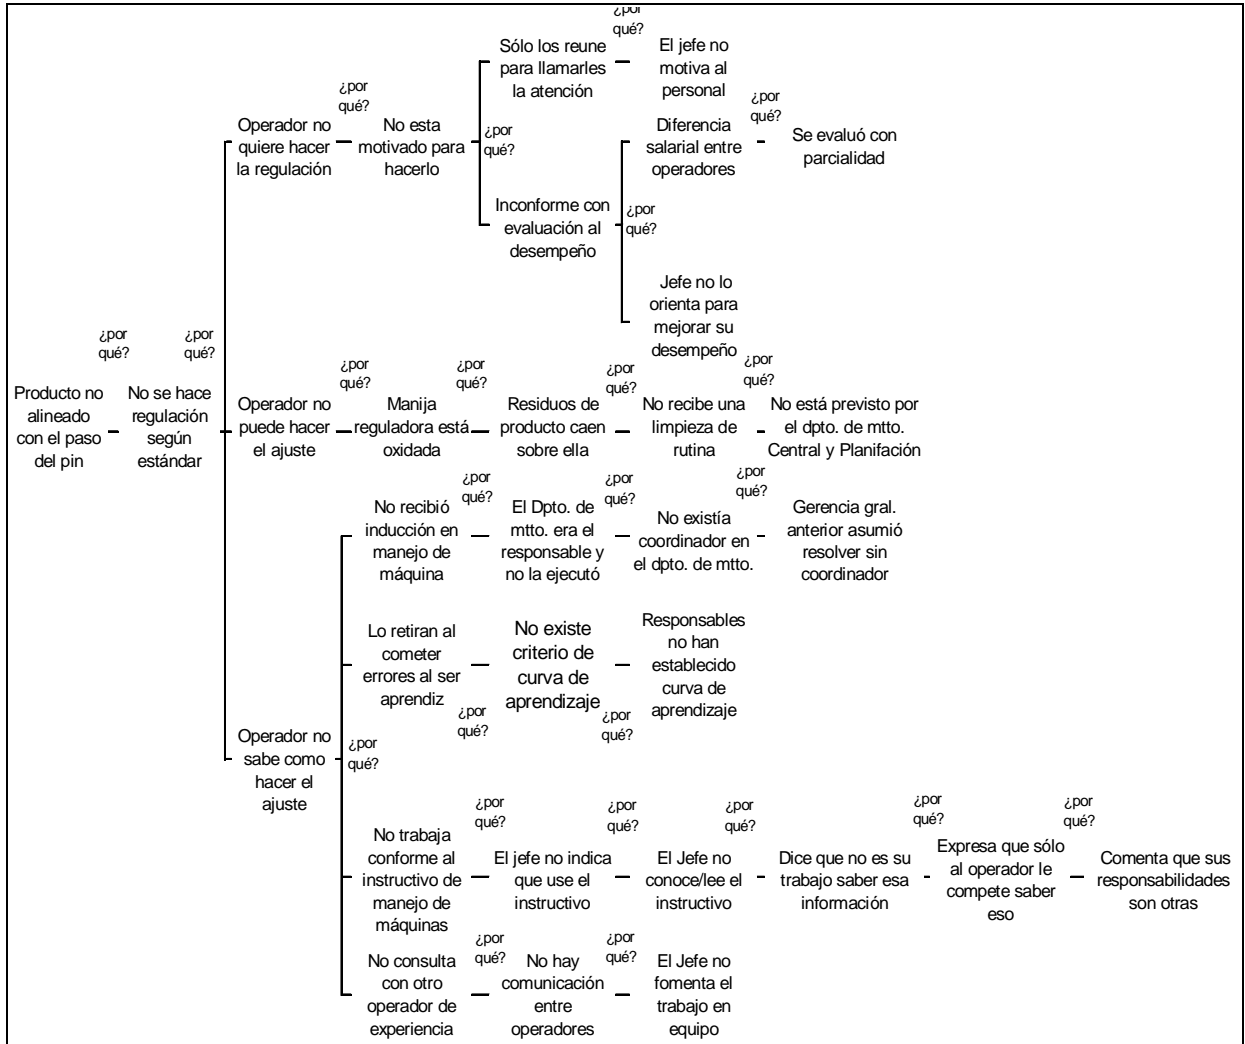 ¿por
qué?
Sólo los reune
para llamarles
la atención
El jefe no
motiva al
personal
¿por
qué?
Operador no
quiere hacer
la regulación
No esta
motivado para
hacerlo
¿por
qué?
Diferencia
salarial entre
operadores
¿por
qué?
Se evaluó con
parcialidad
Inconforme con
evaluación al
desempeño
¿por
qué?
Jefe no lo
orienta para
mejorar su
desempeño
¿por
qué?
¿por
qué?
Producto no
alineado
con el paso
del pin
No se hace
regulación
según
estándar
¿por
qué?
¿por
qué?
¿por
qué?
¿por
qué?
Operador no
puede hacer
el ajuste
Manija
reguladora está
oxidada
Residuos de
producto caen
sobre ella
No recibe una
limpieza de
rutina
No está previsto por
el dpto. de mtto.
Central y Planifación
¿por
qué?
¿por
qué?
¿por
qué?
No recibió
inducción en
manejo de
máquina
El Dpto. de
mtto. era el
responsable y
no la ejecutó
No existía
coordinador en
el dpto. de mtto.
Gerencia gral.
anterior asumió
resolver sin
coordinador
Lo retiran al
cometer
errores al ser
aprendiz
No existe
criterio de
curva de
aprendizaje
Responsables
no han
establecido
curva de
aprendizaje
¿por
qué?
¿por
qué?
Operador no
sabe como
hacer el
ajuste
¿por
qué?
¿por
qué?
¿por
qué?
¿por
qué?
¿por
qué?
¿por
qué?
No trabaja
conforme al
instructivo de
manejo de
máquinas
El jefe no indica
que use el
instructivo
El Jefe no
conoce/lee el
instructivo
Dice que no es su
trabajo saber esa
información
Expresa que sólo
al operador le
compete saber
eso
Comenta que sus
responsabilidades
son otras
¿por
qué?
¿por
qué?
No consulta
con otro
operador de
experiencia
No hay
comunicación
entre
operadores
El Jefe no
fomenta el
trabajo en
equipo